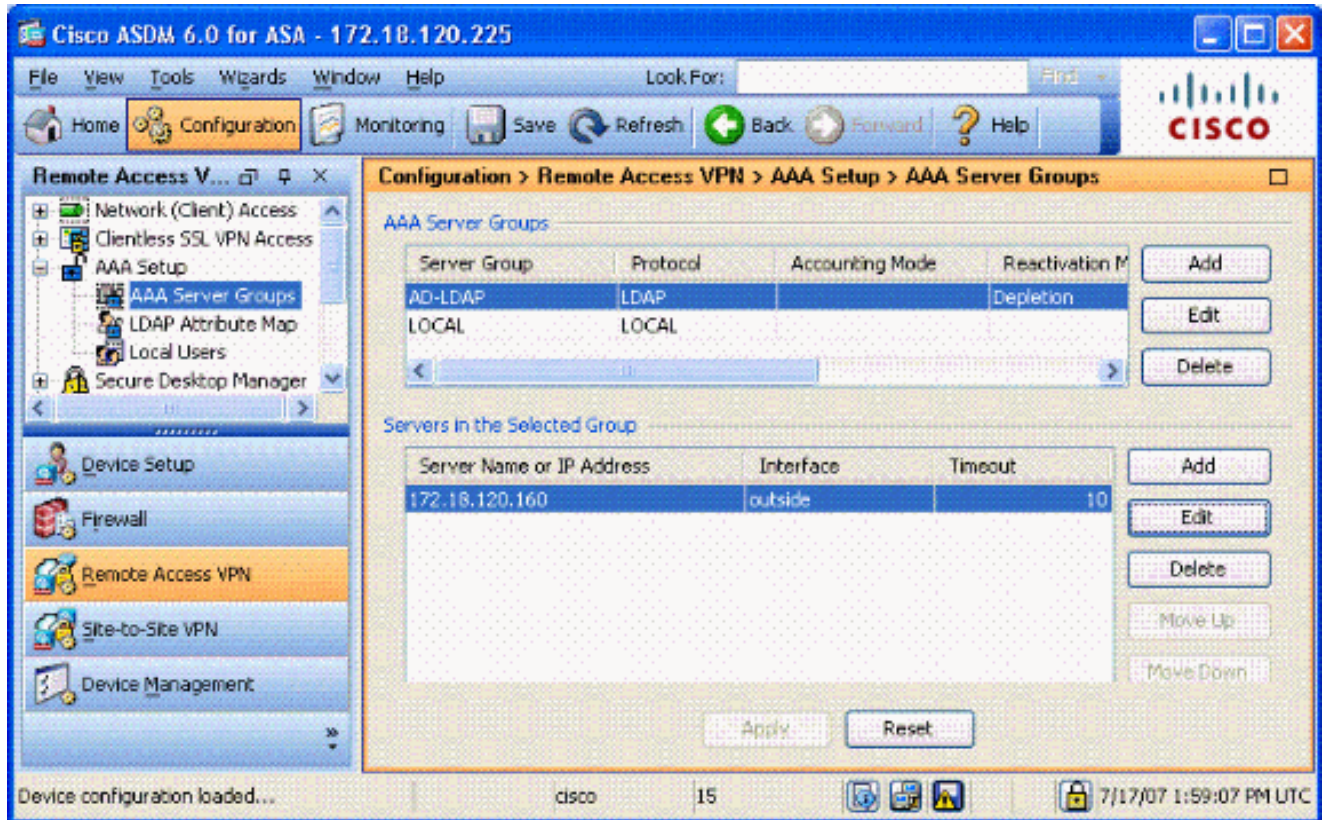 Cisco ASDM 6.0 for ASA - 172.18.120.225
File View Tools Wizards Window Help Look For: Find
Home Configuration Monitoring Save Refresh Back Forward Help
CISCO
Remote Access V...
Network (Client) Access
Clientless SSL VPN Access
AAA Setup
AAA Server Groups
LDAP Attribute Map
Local Users
Secure Desktop Manager
Device Setup
Firewall
Remote Access VPN
Site-to-Site VPN
Device Management
»
Configuration > Remote Access VPN > AAA Setup > AAA Server Groups
AAA Server Groups
Server Group Protocol Accounting Mode Reactivation M
AD-LDAP LDAP Depletion
LOCAL LOCAL
Add
Edit
Delete
Servers in the Selected Group
Server Name or IP Address Interface Timeout
172.18.120.160 outside 10
Add
Edit
Delete
Move Up
Move Down
Apply Reset
Device configuration loaded... cisco 15 7/17/07 1:59:07 PM UTC